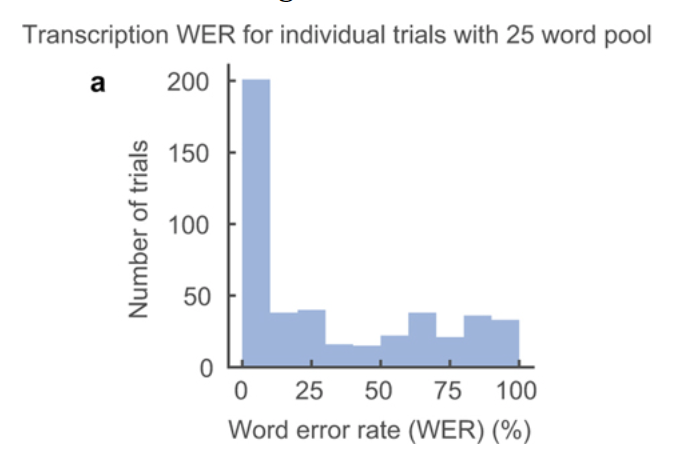 Transcription WER for individual trials with 25 word pool
a
Number of trials
200
150
100
50
0
0 25 50 75 100
Word error rate (WER) (%)